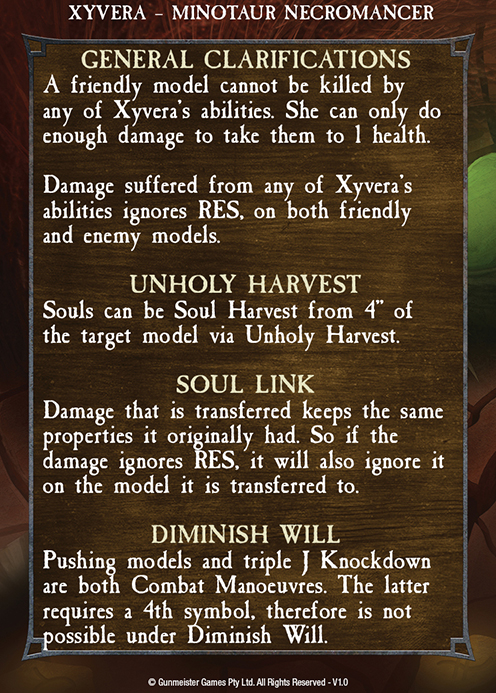 XYVERA – MINOTAUR NECROMANCER
GENERAL CLARIFICATIONS
A friendly model cannot be killed by
any of Xyvera's abilities. She can only do
enough damage to take them to 1 health.
Damage suffered from any of Xyvera's
abilities ignores RES, on both friendly
and enemy models.
UNHOLY HARVEST
Souls can be Soul Harvest from 4" of
the target model via Unholy Harvest.
SOUL LINK
Damage that is transferred keeps the same
properties it originally had. So if the
damage ignores RES, it will also ignore it
on the model it is transferred to.
DIMINISH WILL
Pushing models and triple J Knockdown
are both Combat Manoeuvres. The latter
requires a 4th symbol, therefore is not
possible under Diminish Will.
© Gunmeister Games Pty Ltd. All Rights Reserved - V1.0